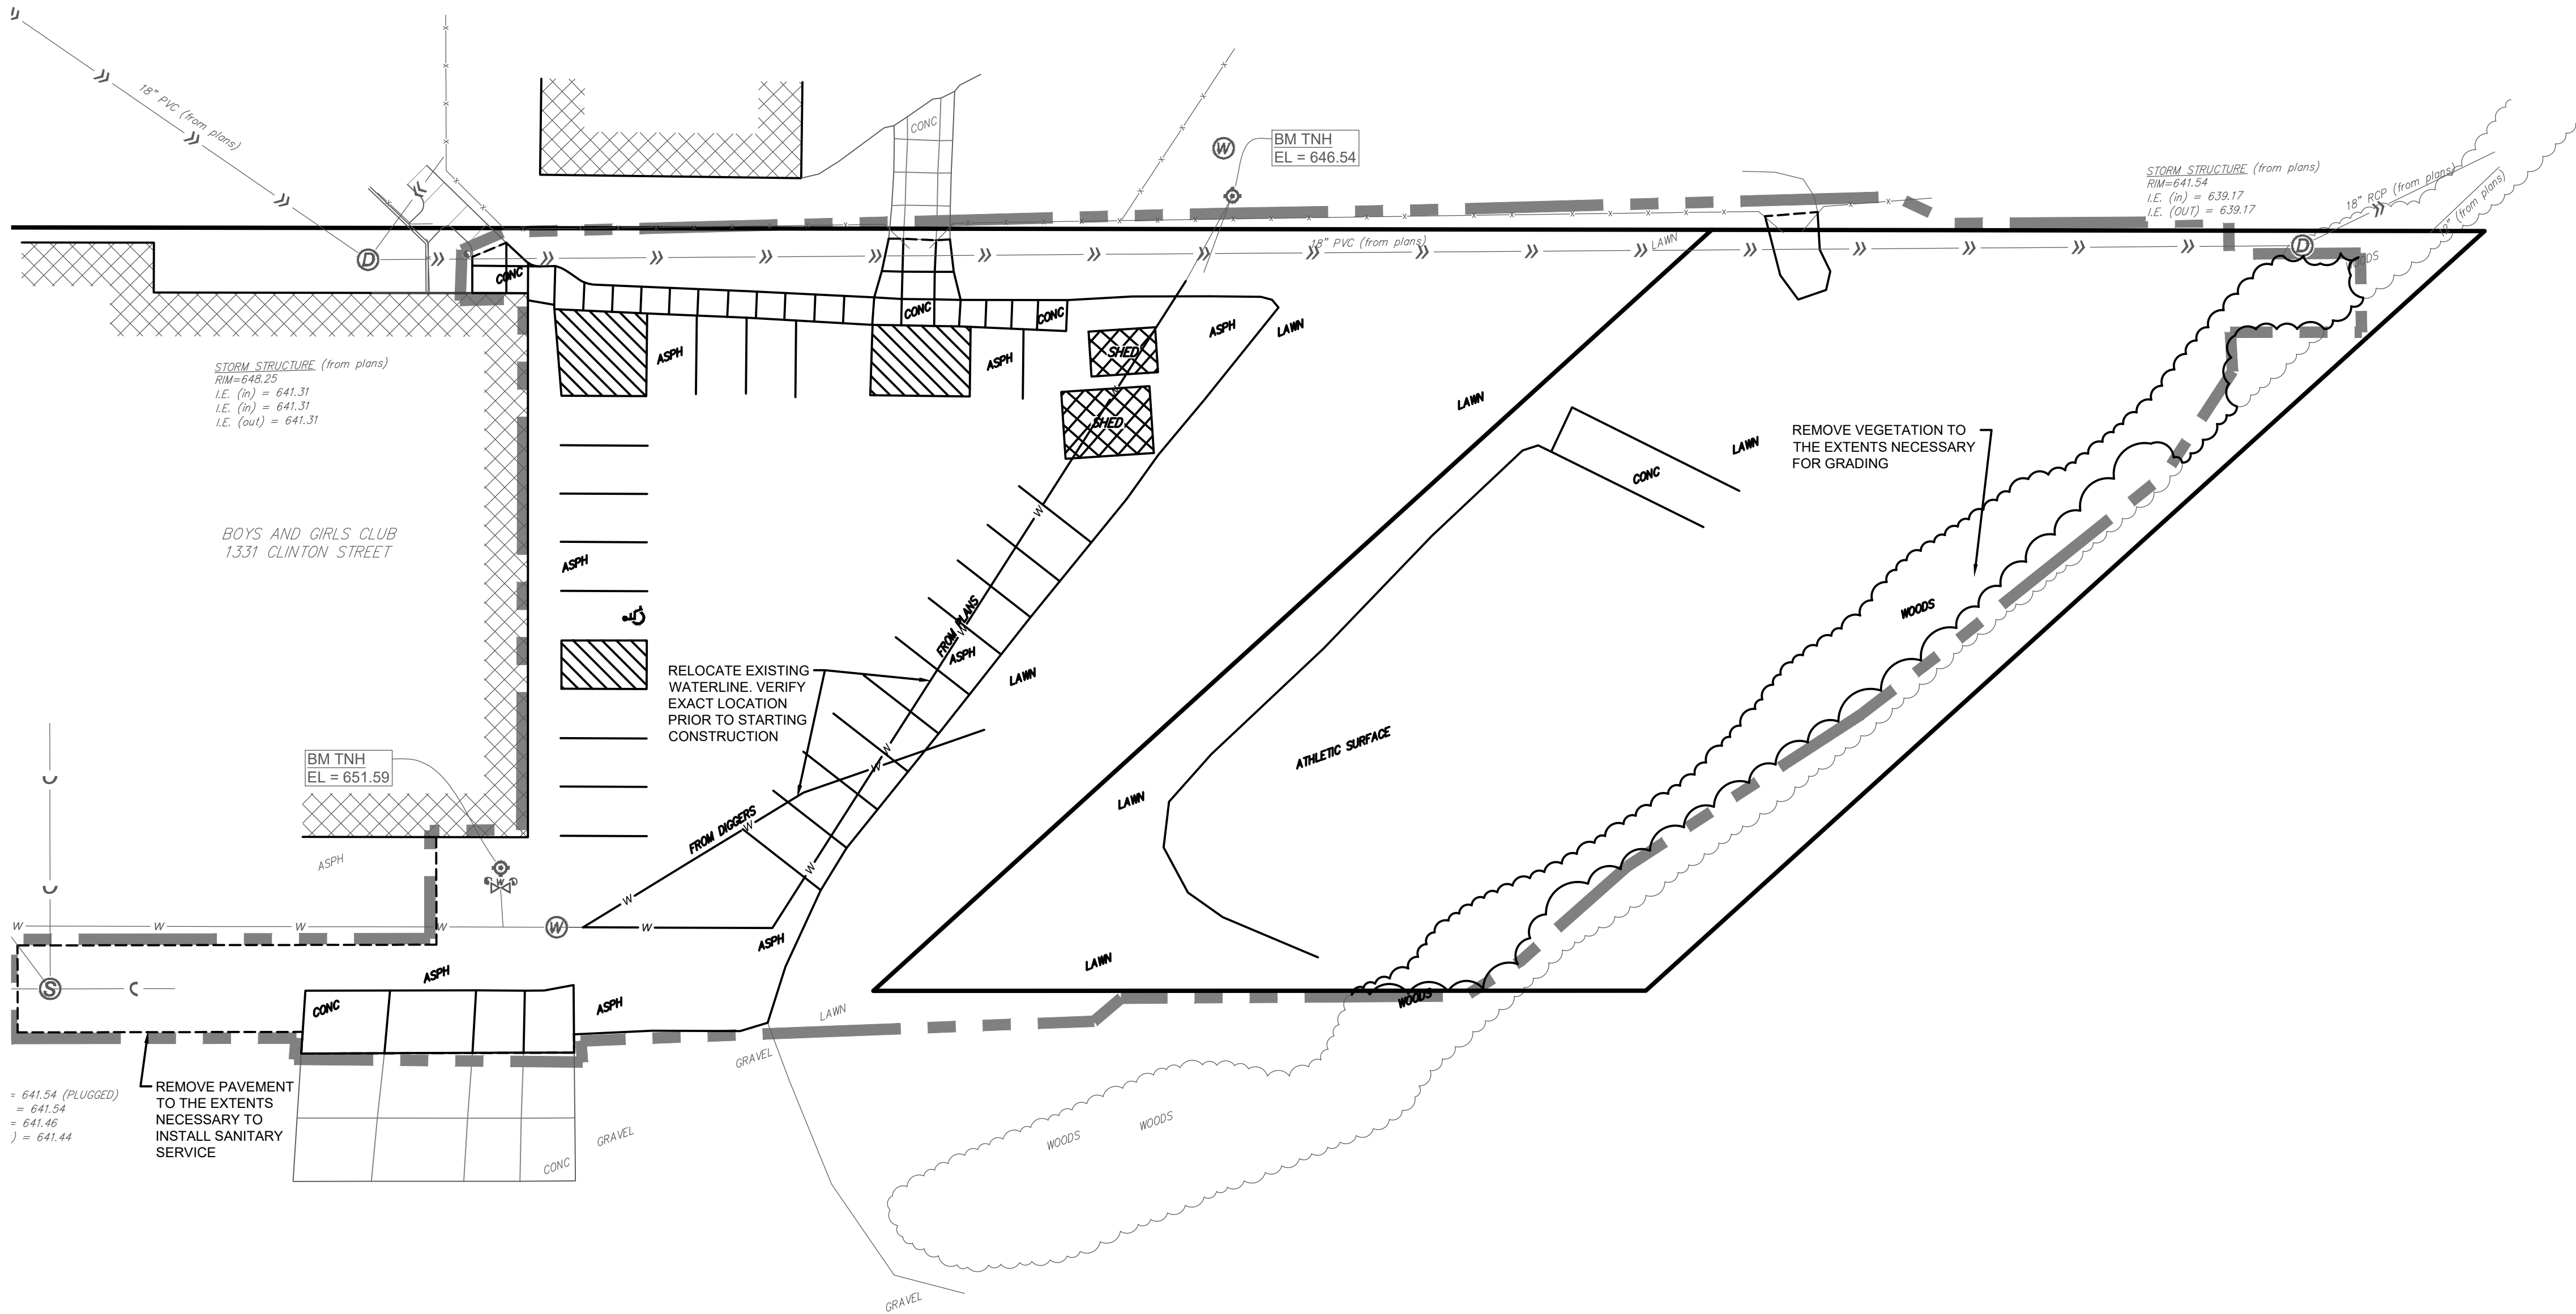 18" PVC (from plans)
CONC
BM TNH
EL = 646.54
STORM STRUCTURE (from plans)
RIM=641.54
I.E. (in) = 639.17
I.E. (OUT) = 639.17
18" RCP (from plans)
(from plans)
D
W
18" PVC (from plans)
LAWN
D
WOODS
CONC
CONC
CONC
ASPH
ASPH
SHED
ASPH
LAWN
STORM STRUCTURE (from plans)
RIM=648.25
I.E. (in) = 641.31
I.E. (in) = 641.31
I.E. (out) = 641.31
W
SHED
LAWN
REMOVE VEGETATION TO
THE EXTENTS NECESSARY
FOR GRADING
LAWN
CONC
BOYS AND GIRLS CLUB
1331 CLINTON STREET
W
ASPH
FROM PLANS
W
ASPH
WOODS
RELOCATE EXISTING
WATERLINE. VERIFY
EXACT LOCATION
PRIOR TO STARTING
CONSTRUCTION
LAWN
BM TNH
EL = 651.59
W
W
ATHLETIC SURFACE
FROM DIGGERS
W
LAWN
ASPH
W
W
W
W
W
W
W
W
W
W
ASPH
LAWN
S
ASPH
CONC
ASPH
LAWN
WOODS
GRAVEL
REMOVE PAVEMENT
TO THE EXTENTS
NECESSARY TO
INSTALL SANITARY
SERVICE
= 641.54 (PLUGGED)
= 641.54
= 641.46
) = 641.44
GRAVEL
CONC
WOODS
WOODS
GRAVEL